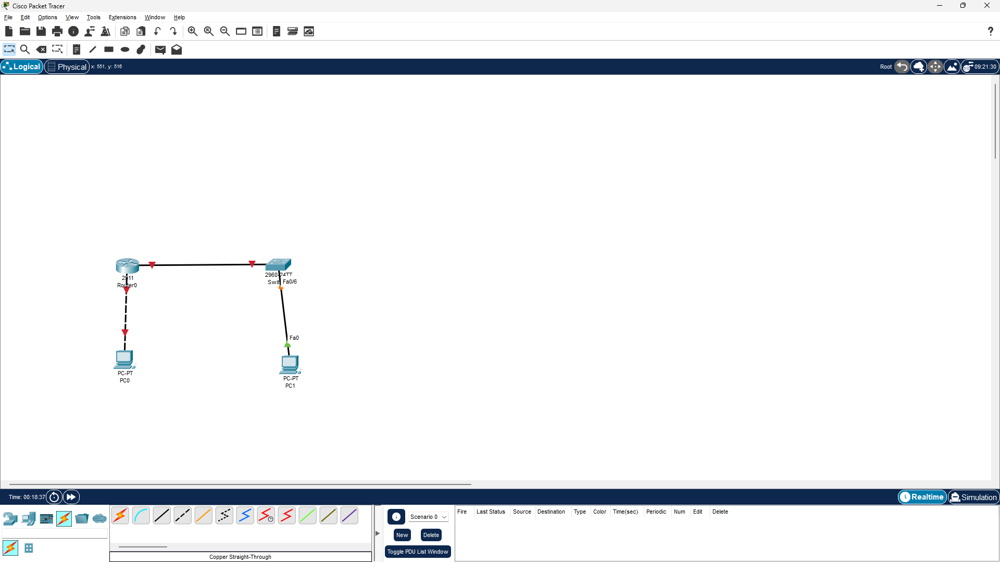 Cisco Packet Tracer
File Edit Options View Tools Extensions Window Help
?
Logical Physical x: 551, y: 516 Root 09:21:30
2911
Router0
2960-24TT
Swit Fa0/6
Fa0
PC-PT
PC0
PC-PT
PC1
Time: 00:18:37 Realtime Simulation
Scenario 0
New Delete
Toggle PDU List Window
Fire Last Status Source Destination Type Color Time(sec) Periodic Num Edit Delete
Copper Straight-Through